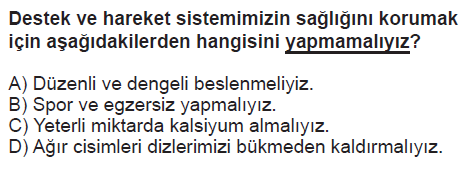 Destek ve hareket sistemimizin sağlığını korumak
için aşağıdakilerden hangisini yapmamalıyız?
A) Düzenli ve dengeli beslenmeliyiz.
B) Spor ve egzersiz yapmalıyız.
C) Yeterli miktarda kalsiyum almalıyız.
D) Ağır cisimleri dizlerimizi bükmeden kaldırmalıyız.